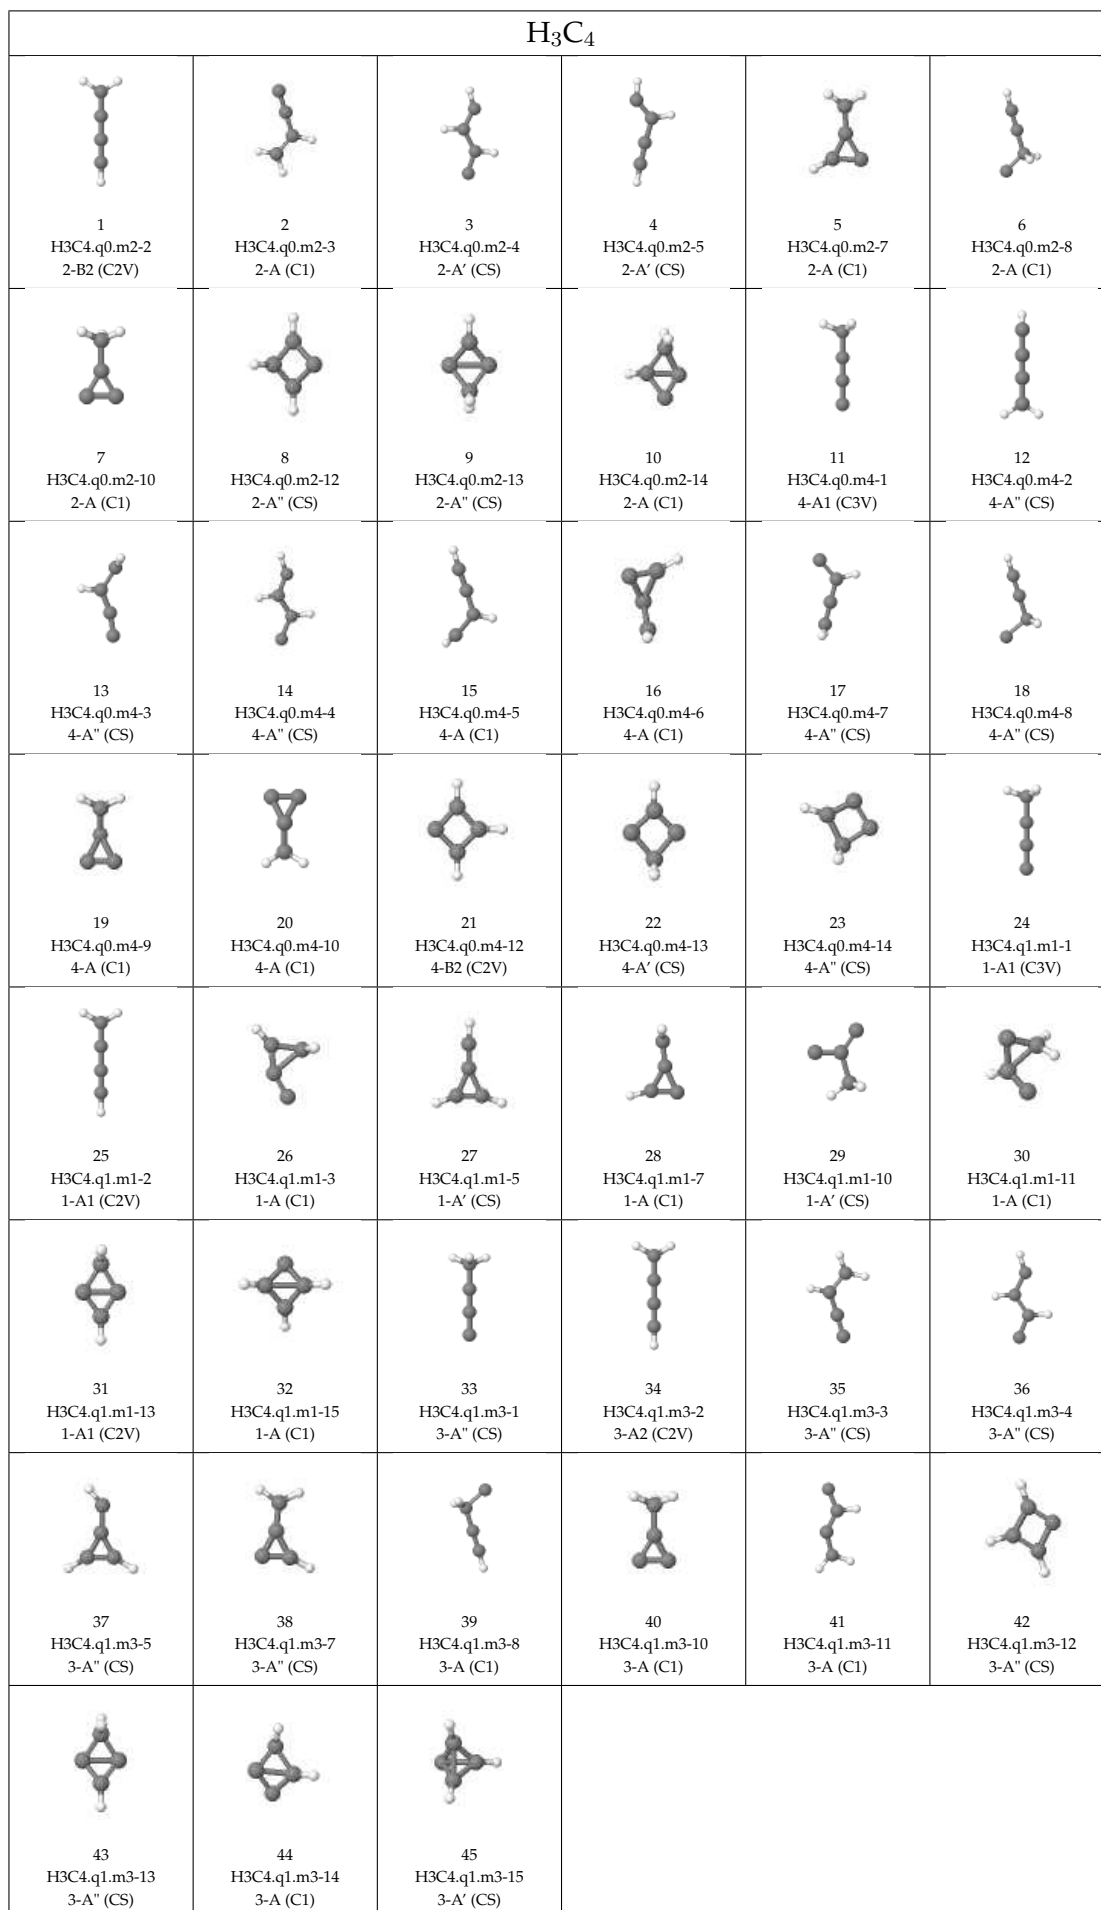 H₃C₄
1
H3C4.q0.m2-2
2-B2 (C2V)
2
H3C4.q0.m2-3
2-A (C1)
3
H3C4.q0.m2-4
2-A' (CS)
4
H3C4.q0.m2-5
2-A' (CS)
5
H3C4.q0.m2-7
2-A (C1)
6
H3C4.q0.m2-8
2-A (C1)
7
H3C4.q0.m2-10
2-A (C1)
8
H3C4.q0.m2-12
2-A" (CS)
9
H3C4.q0.m2-13
2-A" (CS)
10
H3C4.q0.m2-14
2-A (C1)
11
H3C4.q0.m4-1
4-A1 (C3V)
12
H3C4.q0.m4-2
4-A" (CS)
13
H3C4.q0.m4-3
4-A" (CS)
14
H3C4.q0.m4-4
4-A" (CS)
15
H3C4.q0.m4-5
4-A (C1)
16
H3C4.q0.m4-6
4-A (C1)
17
H3C4.q0.m4-7
4-A" (CS)
18
H3C4.q0.m4-8
4-A" (CS)
19
H3C4.q0.m4-9
4-A (C1)
20
H3C4.q0.m4-10
4-A (C1)
21
H3C4.q0.m4-12
4-B2 (C2V)
22
H3C4.q0.m4-13
4-A' (CS)
23
H3C4.q0.m4-14
4-A" (CS)
24
H3C4.q1.m1-1
1-A1 (C3V)
25
H3C4.q1.m1-2
1-A1 (C2V)
26
H3C4.q1.m1-3
1-A (C1)
27
H3C4.q1.m1-5
1-A' (CS)
28
H3C4.q1.m1-7
1-A (C1)
29
H3C4.q1.m1-10
1-A' (CS)
30
H3C4.q1.m1-11
1-A (C1)
31
H3C4.q1.m1-13
1-A1 (C2V)
32
H3C4.q1.m1-15
1-A (C1)
33
H3C4.q1.m3-1
3-A" (CS)
34
H3C4.q1.m3-2
3-A2 (C2V)
35
H3C4.q1.m3-3
3-A" (CS)
36
H3C4.q1.m3-4
3-A" (CS)
37
H3C4.q1.m3-5
3-A" (CS)
38
H3C4.q1.m3-7
3-A" (CS)
39
H3C4.q1.m3-8
3-A (C1)
40
H3C4.q1.m3-10
3-A (C1)
41
H3C4.q1.m3-11
3-A (C1)
42
H3C4.q1.m3-12
3-A" (CS)
43
H3C4.q1.m3-13
3-A" (CS)
44
H3C4.q1.m3-14
3-A (C1)
45
H3C4.q1.m3-15
3-A' (CS)